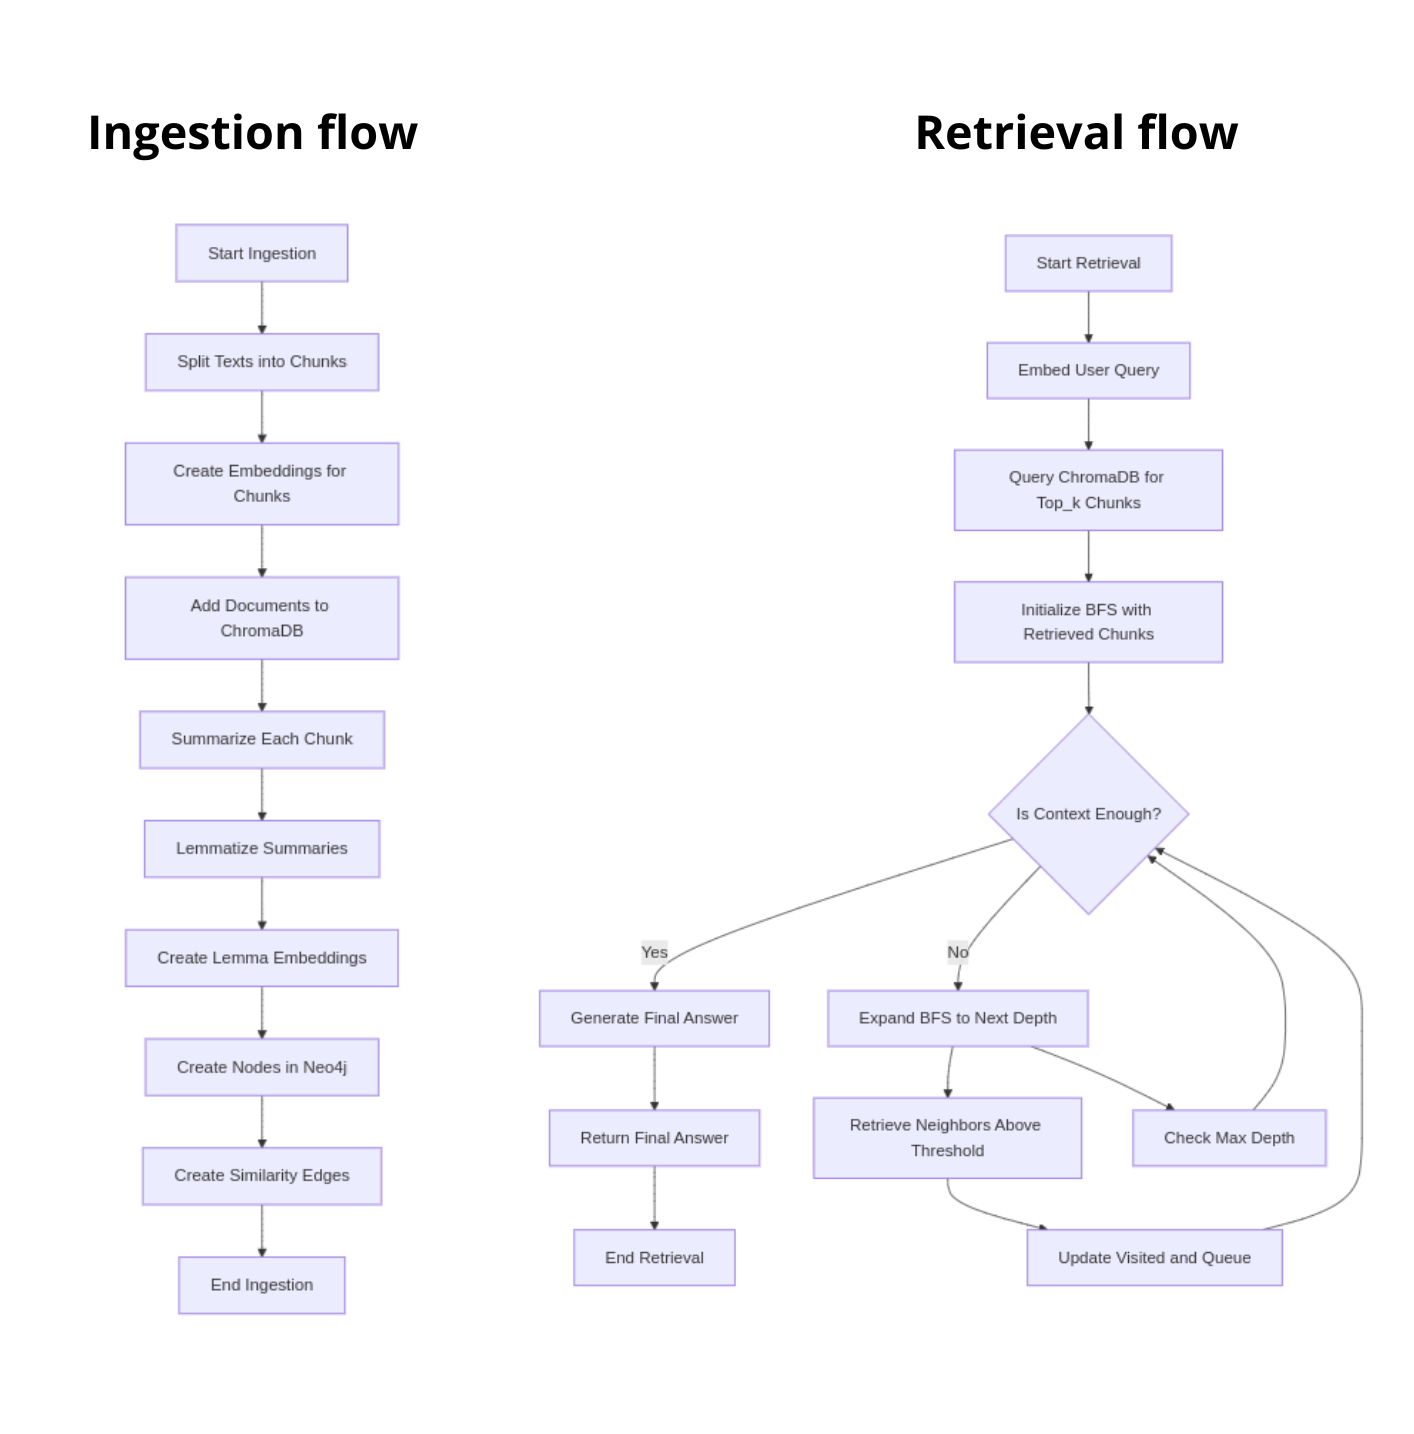 Ingestion flow
Start Ingestion
Split Texts into Chunks
Create Embeddings for
Chunks
Add Documents to
ChromaDB
Summarize Each Chunk
Lemmatize Summaries
Create Lemma Embeddings
Create Nodes in Neo4j
Create Similarity Edges
End Ingestion
Retrieval flow
Start Retrieval
Embed User Query
Query ChromaDB for
Top_k Chunks
Initialize BFS with
Retrieved Chunks
Is Context Enough?
Yes
No
Generate Final Answer
Expand BFS to Next Depth
Return Final Answer
Retrieve Neighbors Above
Threshold
Check Max Depth
End Retrieval
Update Visited and Queue